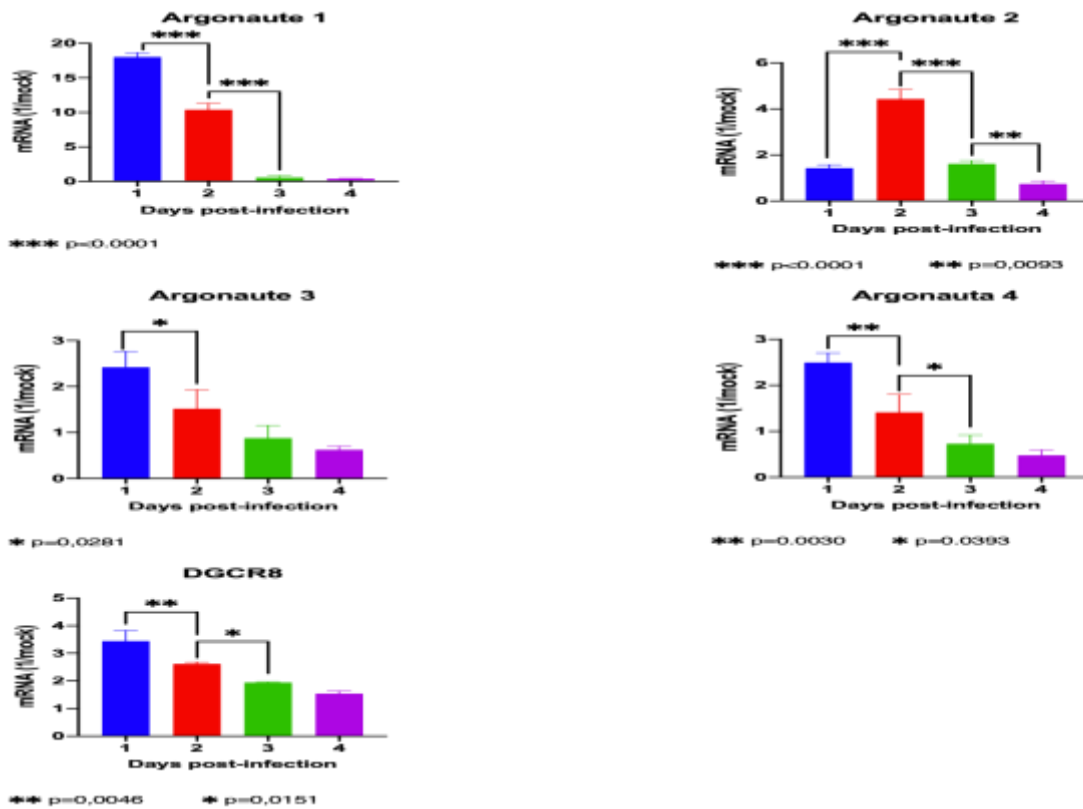 Argonaute 1
mRNA (1/mock)
20
15
10
5
0
***
***
1 2 3 4
Days post-infection
*** p<0.0001
Argonaute 2
mRNA (1/mock)
6
4
2
0
***
***
**
1 2 3 4
Days post-infection
*** p<0.0001 ** p=0,0093
Argonaute 3
mRNA (1/mock)
3
2
1
0
*
1 2 3 4
Days post-infection
* p=0,0281
Argonauta 4
mRNA (1/mock)
3
2
1
0
**
*
1 2 3 4
Days post-infection
** p=0.0030 * p=0.0393
DGCR8
mRNA (1/mock)
5
4
3
2
1
0
**
*
1 2 3 4
Days post-infection
** p=0,0046 * p=0,0151